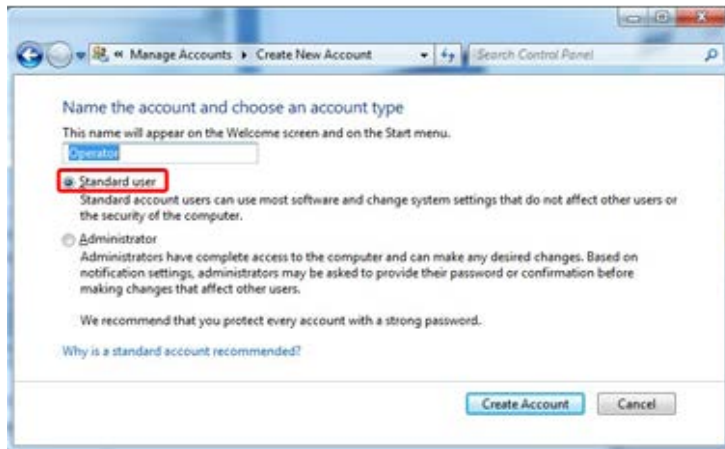 « Manage Accounts ▸ Create New Account
Search Control Panel
Name the account and choose an account type
This name will appear on the Welcome screen and on the Start menu.
Operator
Standard user
Standard account users can use most software and change system settings that do not affect other users or
the security of the computer.
Administrator
Administrators have complete access to the computer and can make any desired changes. Based on
notification settings, administrators may be asked to provide their password or confirmation before
making changes that affect other users.
We recommend that you protect every account with a strong password.
Why is a standard account recommended?
Create Account
Cancel